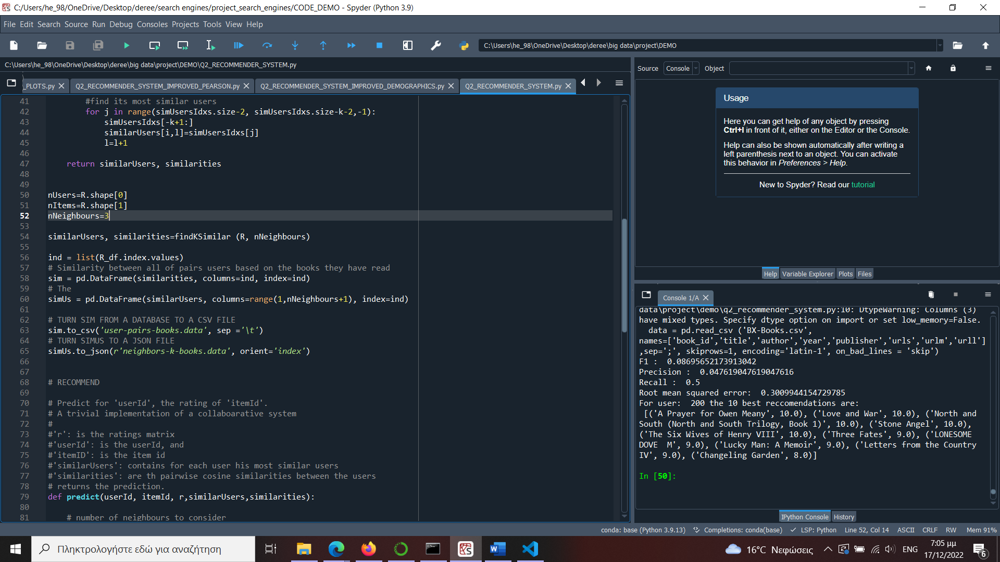 C:/Users/he_98/OneDrive/Desktop/deree/search engines/project_search_engines/CODE_DEMO - Spyder (Python 3.9)
File Edit Search Source Run Debug Consoles Projects Tools View Help
C:\Users\he_98\OneDrive\Desktop\deree\big data\project\DEMO
C:\Users\he_98\OneDrive\Desktop\deree\big data\project\DEMO\Q2_RECOMMENDER_SYSTEM.py
_PLOTS.py Q2_RECOMMENDER_SYSTEM_IMPROVED_PEARSON.py Q2_RECOMMENDER_SYSTEM_IMPROVED_DEMOGRAPHICS.py Q2_RECOMMENDER_SYSTEM.py
41 #find its most similar users
42 for j in range(simUsersIdxs.size-2, simUsersIdxs.size-k-2,-1):
43 simUsersIdxs[-k+1:]
44 similarUsers[i,l]=simUsersIdxs[j]
45 l=l+1
46
47 return similarUsers, similarities
48
49
50 nUsers=R.shape[0]
51 nItems=R.shape[1]
52 nNeighbours=3
53
54 similarUsers, similarities=findKSimilar (R, nNeighbours)
55
56 ind = list(R_df.index.values)
57 # Similarity between all of pairs users based on the books they have read
58 sim = pd.DataFrame(similarities, columns=ind, index=ind)
59 # The
60 simUs = pd.DataFrame(similarUsers, columns=range(1,nNeighbours+1), index=ind)
61
62 # TURN SIM FROM A DATABASE TO A CSV FILE
63 sim.to_csv('user-pairs-books.data', sep ='\t')
64 # TURN SIMUS TO A JSON FILE
65 simUs.to_json(r'neighbors-k-books.data', orient='index')
66
67
68 # RECOMMEND
69
70 # Predict for 'userId', the rating of 'itemId'.
71 # A trivial implementation of a collaboarative system
72 #
73 #'r': is the ratings matrix
74 #'userId': is the userId, and
75 #'itemID': is the item id
76 #'similarUsers': contains for each user his most similar users
77 #'similarities': are th pairwise cosine similarities between the users
78 # returns the prediction.
79 def predict(userId, itemId, r,similarUsers,similarities):
80
81 # number of neighbours to consider
Source Console Object
Usage
Here you can get help of any object by pressing
Ctrl+I in front of it, either on the Editor or the Console.
Help can also be shown automatically after writing a
left parenthesis next to an object. You can activate
this behavior in Preferences > Help.
New to Spyder? Read our tutorial
Help Variable Explorer Plots Files
Console 1/A
data\project\demo\q2_recommender_system.py:10: DtypeWarning: Columns (3)
have mixed types. Specify dtype option on import or set low_memory=False.
data = pd.read_csv ('BX-Books.csv',
names=['book_id','title','author','year','publisher','urls','urlm','urll']
,sep=';', skiprows=1, encoding='latin-1', on_bad_lines = 'skip')
F1 :  0.08695652173913042
Precision :  0.047619047619047616
Recall :  0.5
Root mean squared error:  0.3009944154729785
For user:  200 the 10 best reccomendations are:
[('A Prayer for Owen Meany', 10.0), ('Love and War', 10.0), ('North and
South (North and South Trilogy, Book 1)', 10.0), ('Stone Angel', 10.0),
('The Six Wives of Henry VIII', 10.0), ('Three Fates', 9.0), ('LONESOME
DOVE  M', 9.0), ('Lucky Man: A Memoir', 9.0), ('Letters from the Country
IV', 9.0), ('Changeling Garden', 8.0)]
In [50]:
IPython Console History
conda: base (Python 3.9.13) Completions: conda(base) LSP: Python Line 52, Col 14 ASCII CRLF RW Mem 91%
Πληκτρολογήστε εδώ για αναζήτηση
16°C Νεφώσεις ENG 7:05 μμ
17/12/2022
6